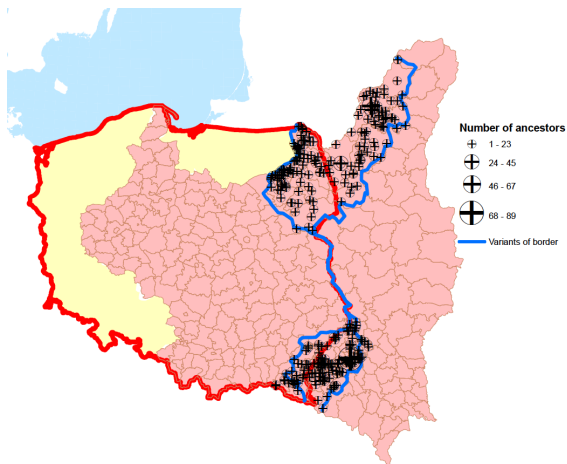 Number of ancestors
1 - 23
24 - 45
46 - 67
68 - 89
Variants of border